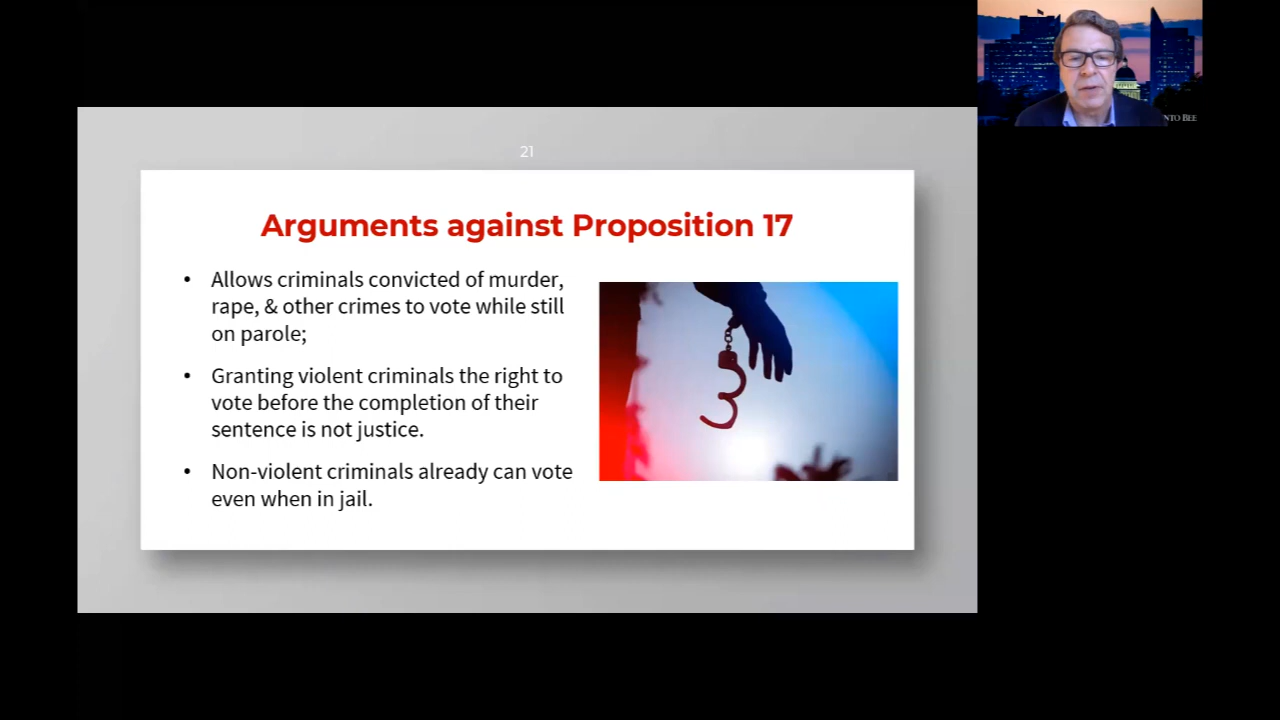 NTO BEE
21
Arguments against Proposition 17
• Allows criminals convicted of murder,
rape, & other crimes to vote while still
on parole;
• Granting violent criminals the right to
vote before the completion of their
sentence is not justice.
• Non-violent criminals already can vote
even when in jail.